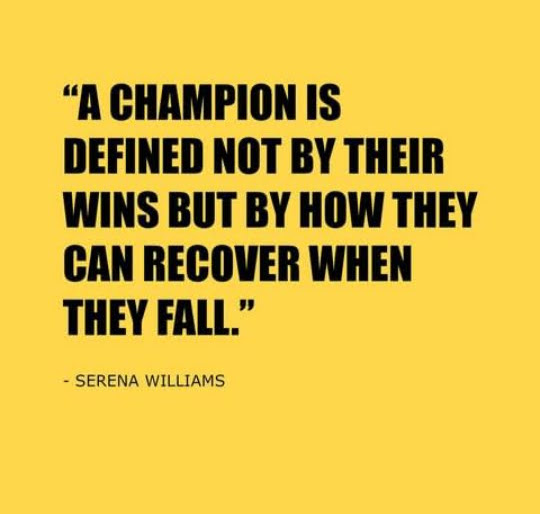 “A CHAMPION IS
DEFINED NOT BY THEIR
WINS BUT BY HOW THEY
CAN RECOVER WHEN
THEY FALL.”
- SERENA WILLIAMS